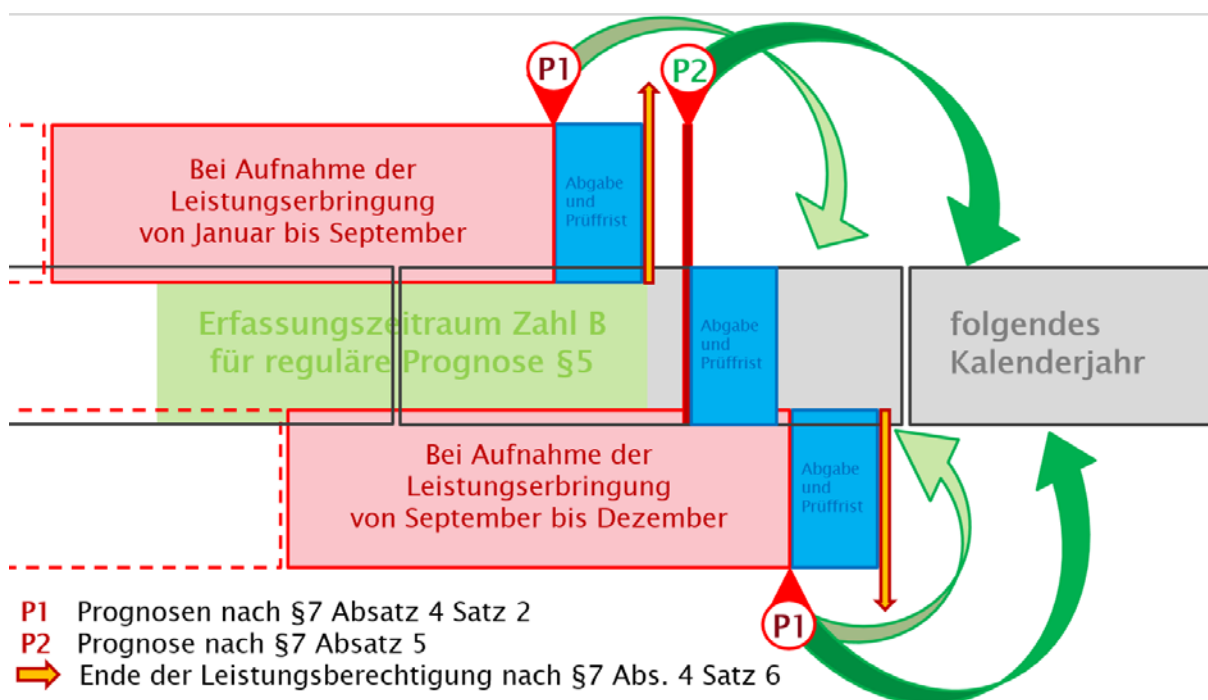 P1
P2
Bei Aufnahme der
Leistungserbringung
von Januar bis September
Abgabe
und
Prüffrist
Erfassungszeitraum Zahl B
für reguläre Prognose §5
Abgabe
und
Prüffrist
folgendes
Kalenderjahr
Bei Aufnahme der
Leistungserbringung
von September bis Dezember
Abgabe
und
Prüffrist
P1
P1 Prognosen nach §7 Absatz 4 Satz 2
P2 Prognose nach §7 Absatz 5
Ende der Leistungsberechtigung nach §7 Abs. 4 Satz 6